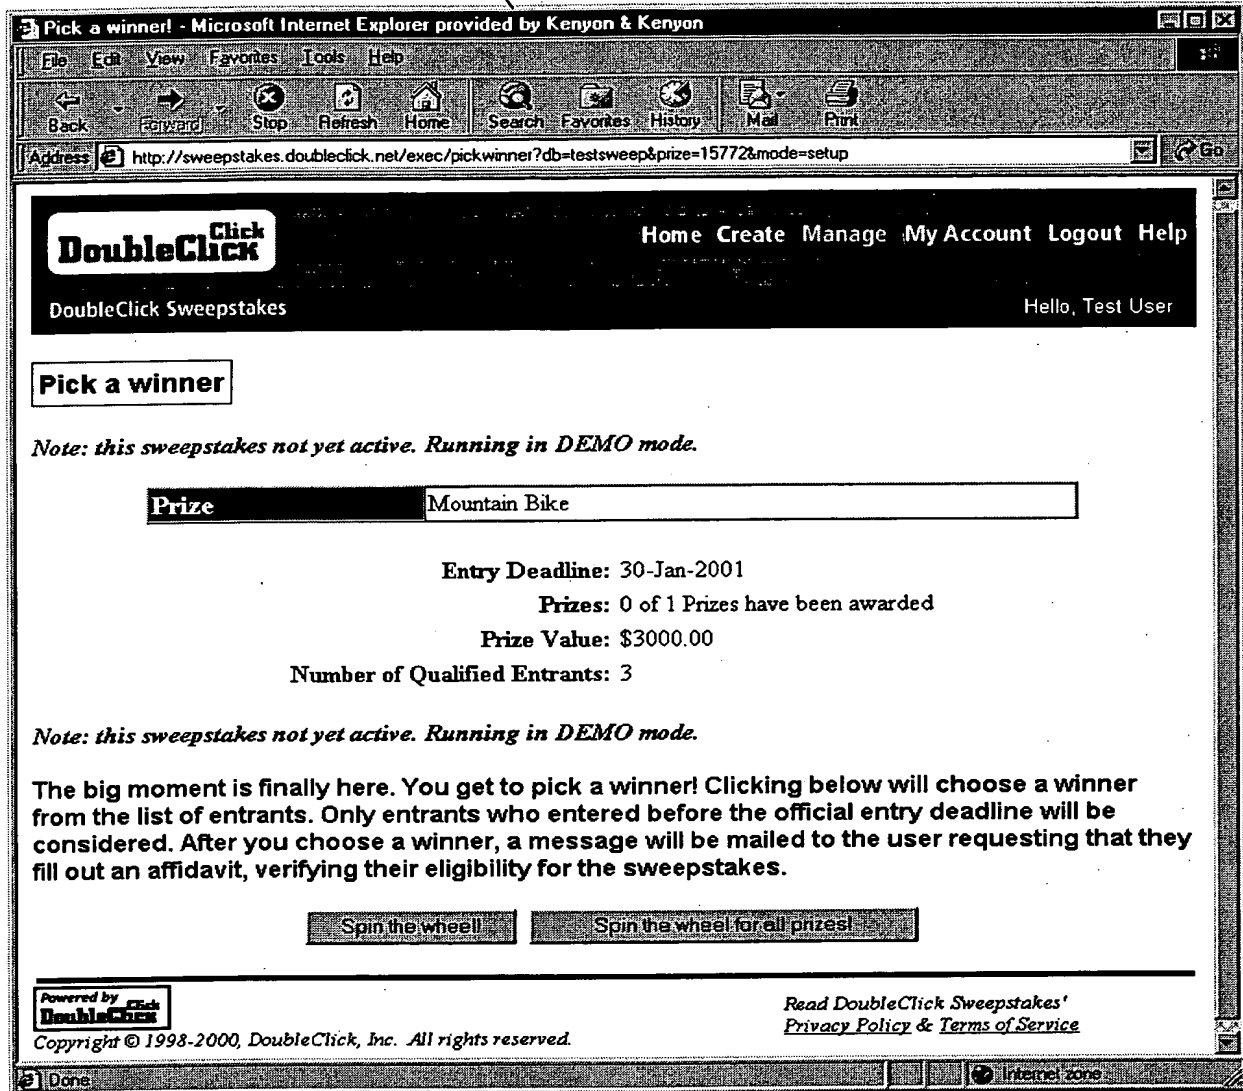 Pick a winner! - Microsoft Internet Explorer provided by Kenyon & Kenyon
File Edit View Favorites Tools Help
Back Forward Stop Refresh Home Search Favorites History Mail Print
Address http://sweepstakes.doubleclick.net/exec/pickwinner?db=testsweep&prize=15772&mode=setup Go
DoubleClick Click
Home Create Manage My Account Logout Help
DoubleClick Sweepstakes Hello, Test User
Pick a winner
Note: this sweepstakes not yet active. Running in DEMO mode.
Prize Mountain Bike
Entry Deadline: 30-Jan-2001
Prizes: 0 of 1 Prizes have been awarded
Prize Value: $3000.00
Number of Qualified Entrants: 3
Note: this sweepstakes not yet active. Running in DEMO mode.
The big moment is finally here. You get to pick a winner! Clicking below will choose a winner
from the list of entrants. Only entrants who entered before the official entry deadline will be
considered. After you choose a winner, a message will be mailed to the user requesting that they
fill out an affidavit, verifying their eligibility for the sweepstakes.
Spin the wheel! Spin the wheel for all prizes!
Powered by
DoubleClick Click
Read DoubleClick Sweepstakes'
Privacy Policy & Terms of Service
Copyright © 1998-2000, DoubleClick, Inc. All rights reserved.
Done Internet zone